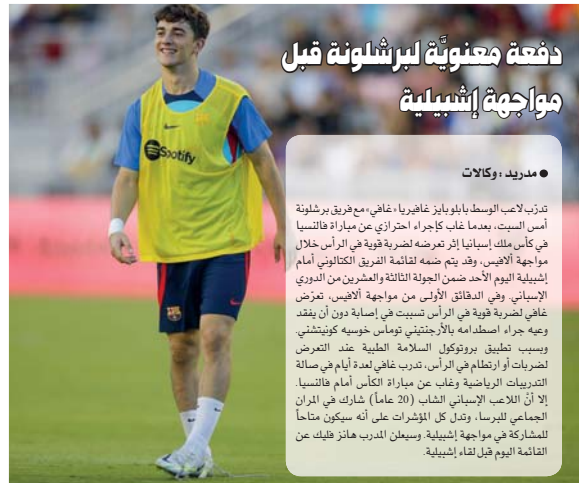 دفعة معنويَّة لبرشلونة قبل
مواجهة إشبيلية
● مدريد : وكالات
تدرّب لاعب الوسط بابلو بايز غافيريا «غافي» مع فريق برشلونة
أمس السبت، بعدما غاب كإجراء احترازي عن مباراة فالنسيا
في كأس ملك إسبانيا إثر تعرضه لضربة قوية في الرأس خلال
مواجهة ألافيس، وقد يتم ضمه لقائمة الفريق الكتالوني أمام
إشبيلية اليوم الأحد ضمن الجولة الثالثة والعشرين من الدوري
الإسباني. وفي الدقائق الأولى من مواجهة ألافيس، تعرّض
غافي لضربة قوية في الرأس تسببت في إصابة دون أن يفقد
وعيه جراء اصطدامه بالأرجنتيني توماس خوسيه كونيتشني.
وبسبب تطبيق بروتوكول السلامة الطبية عند التعرض
لضربات أو ارتطام في الرأس، تدرب غافي لعدة أيام في صالة
التدريبات الرياضية وغاب عن مباراة الكأس أمام فالنسيا.
إلا أنَّ اللاعب الإسباني الشاب (20 عاماً) شارك في المران
الجماعي للبرسا، وتدل كل المؤشرات على أنه سيكون متاحاً
للمشاركة في مواجهة إشبيلية. وسيعلن المدرب هانز فليك عن
القائمة اليوم قبل لقاء إشبيلية.
Spotify